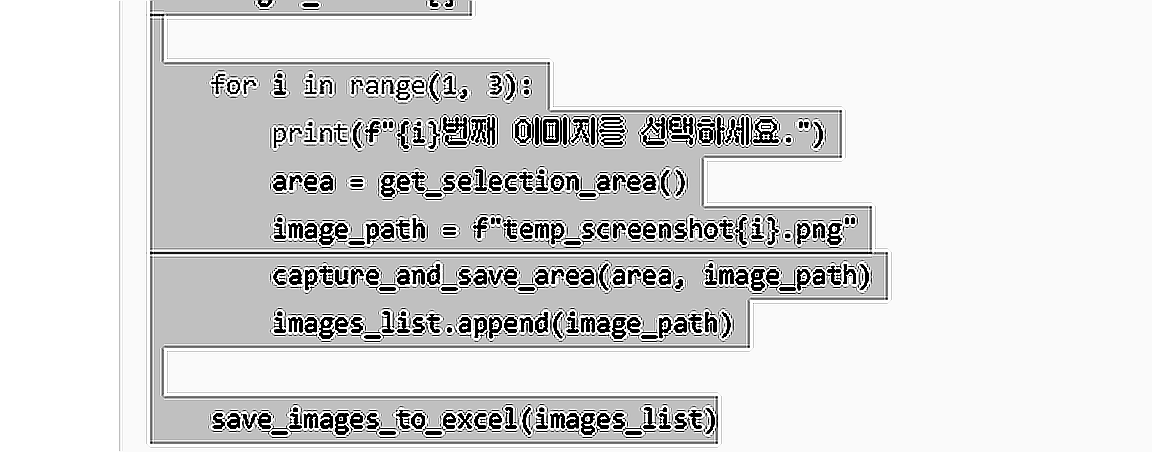 for i in range(1, 3):
print(f"{i}번째 이미지를 선택하세요.")
area = get_selection_area()
image_path = f"temp_screenshot{i}.png"
capture_and_save_area(area, image_path)
images_list.append(image_path)
save_images_to_excel(images_list)